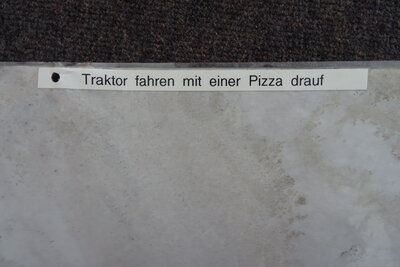 Traktor fahren mit einer Pizza drauf